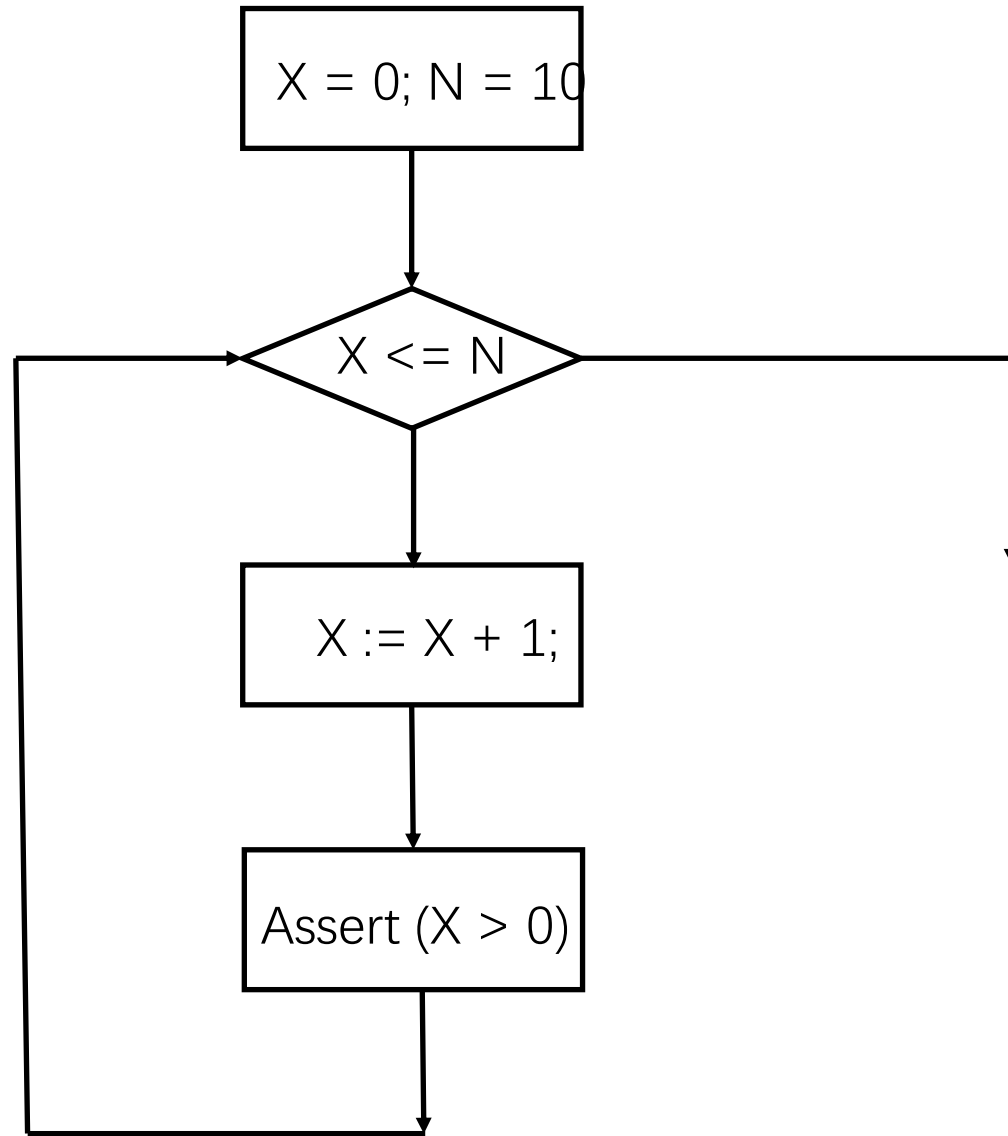 X = 0; N = 10
X <= N
X := X + 1;
Assert (X > 0)